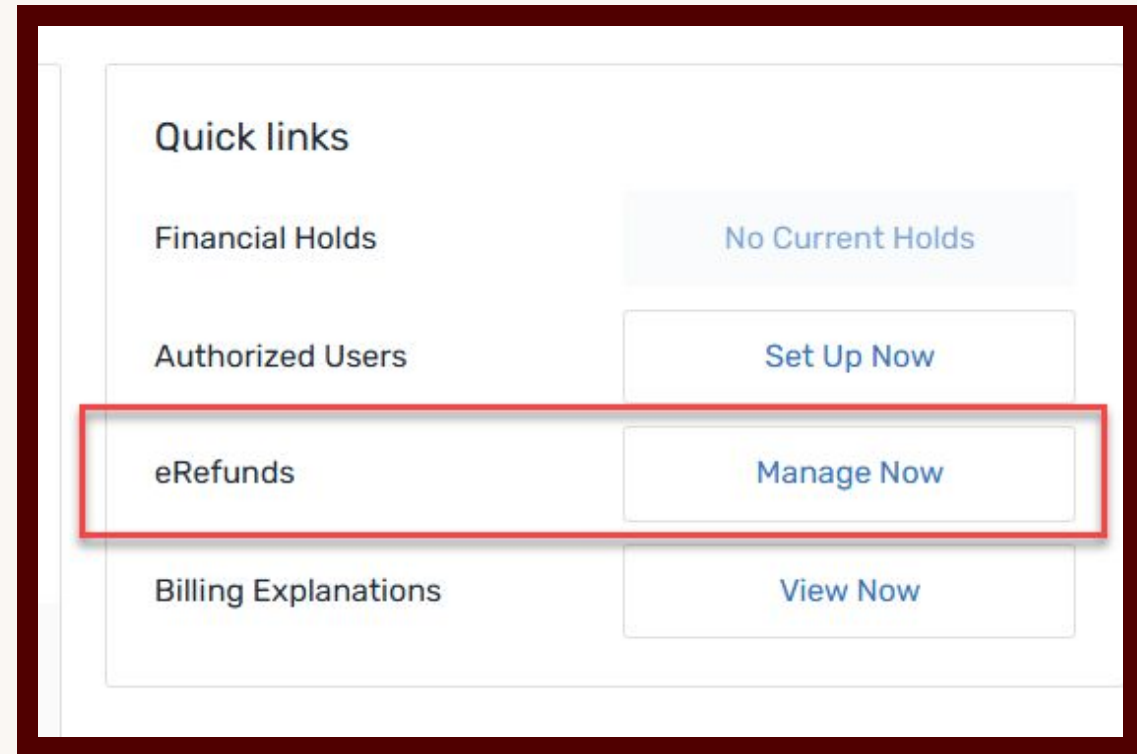 Quick links
Financial Holds No Current Holds
Authorized Users Set Up Now
eRefunds Manage Now
Billing Explanations View Now